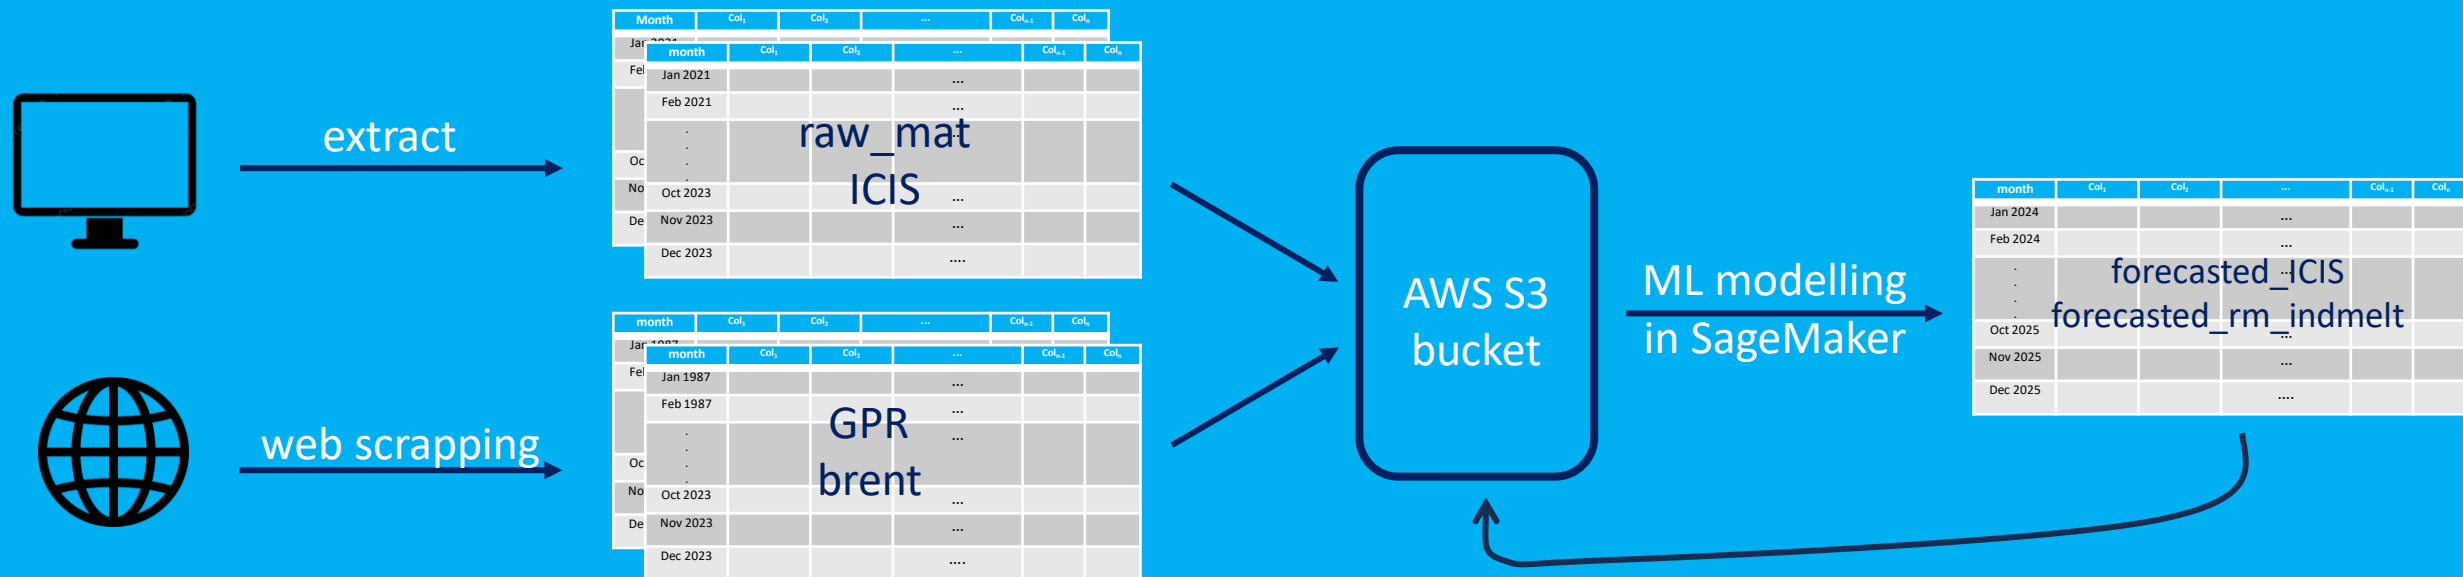 Month Col1 Col2 ... Coln-1 Coln
month Col1 Col2 ... Coln-1 Coln
Jan 2021 ...
Feb 2021 ...
. ...
.
.
.
Oct 2023 ...
Nov 2023 ...
Dec 2023 ....
extract
raw_mat
ICIS
month Col1 Col2 ... Coln-1 Coln
month Col1 Col2 ... Coln-1 Coln
Jan 1987 ...
Feb 1987 ...
. ...
.
.
.
Oct 2023 ...
Nov 2023 ...
Dec 2023 ....
web scrapping
GPR
brent
AWS S3
bucket
ML modelling
in SageMaker
month Col1 Col2 ... Coln-1 Coln
Jan 2024 ...
Feb 2024 ...
. ...
.
.
.
Oct 2025 ...
Nov 2025 ...
Dec 2025 ....
forecasted_ICIS
forecasted_rm_indmelt